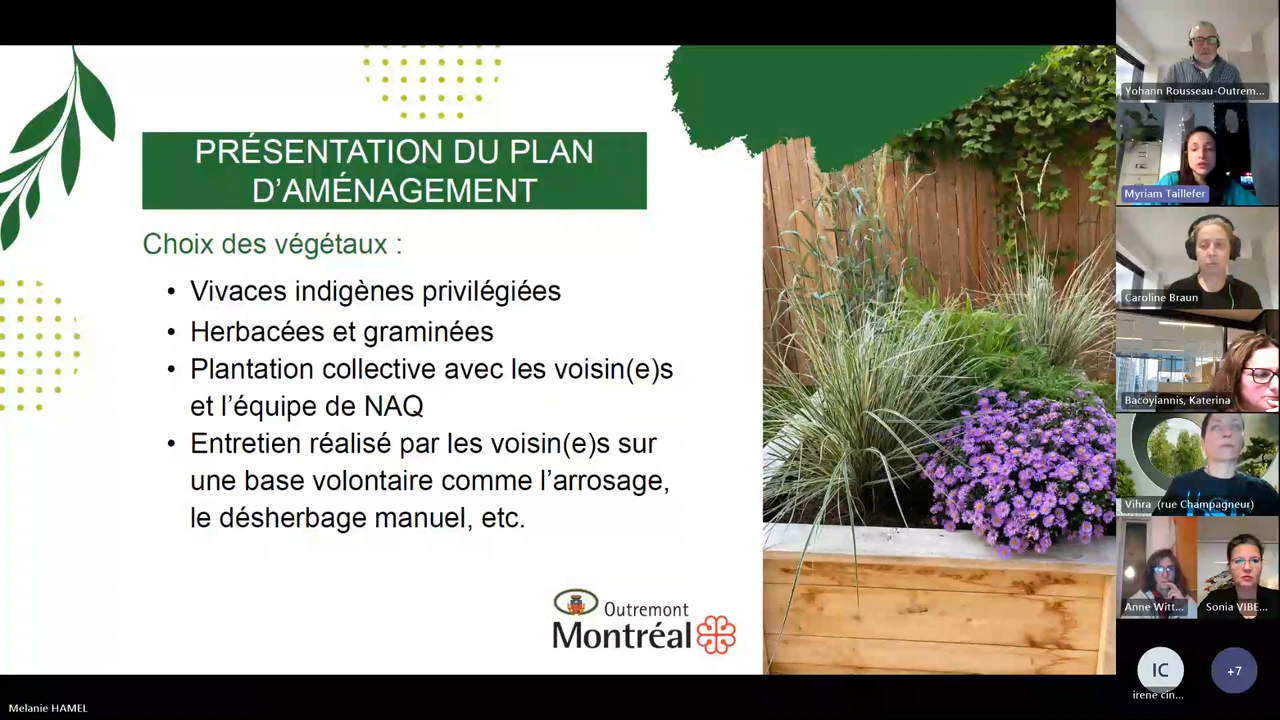 PRÉSENTATION DU PLAN
D'AMÉNAGEMENT
Choix des végétaux :
• Vivaces indigènes privilégiées
• Herbacées et graminées
• Plantation collective avec les voisin(e)s
et l'équipe de NAQ
• Entretien réalisé par les voisin(e)s sur
une base volontaire comme l'arrosage,
le désherbage manuel, etc.
Outremont
Montréal
Yohann Rousseau-Outrem...
Myriam Taillefer
Caroline Braun
Bacoyiannis, Katerina
Vihra (rue Champagneur)
Anne Witt...
Sonia VIBE...
IC
+7
irene cin...
Melanie HAMEL